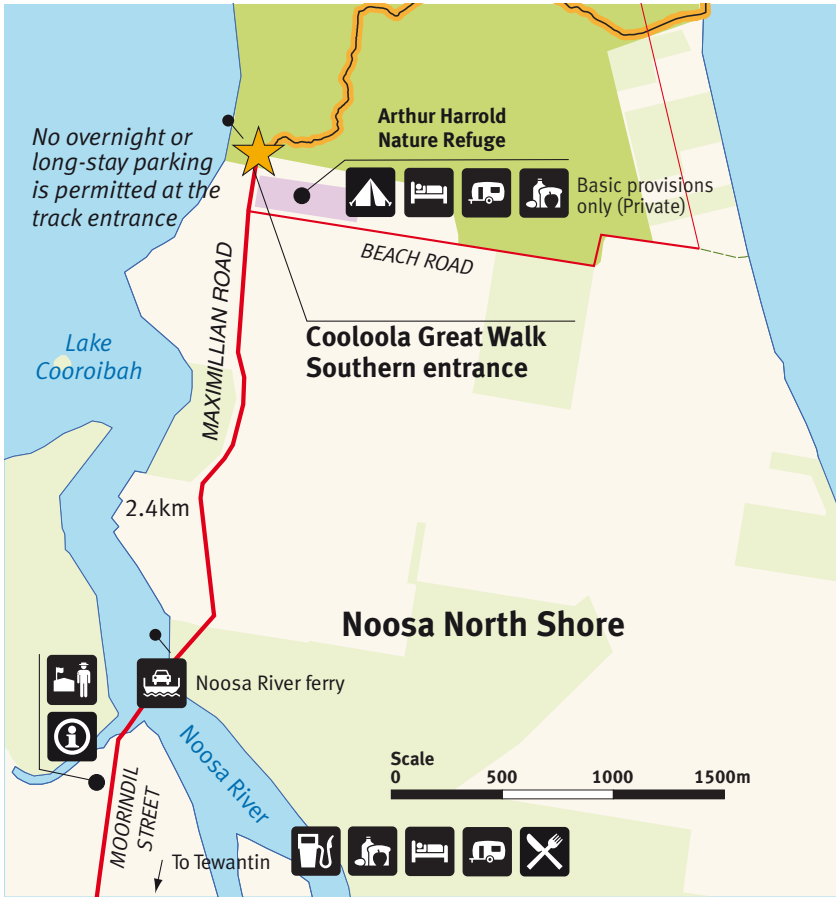 No overnight or
long-stay parking
is permitted at the
track entrance
Arthur Harrold
Nature Refuge
Basic provisions
only (Private)
BEACH ROAD
MAXIMILLIAN ROAD
Cooloola Great Walk
Southern entrance
Lake
Cooroibah
2.4km
Noosa North Shore
Noosa River ferry
Noosa River
Scale
0 500 1000 1500m
MOORINDIL
STREET
To Tewantin